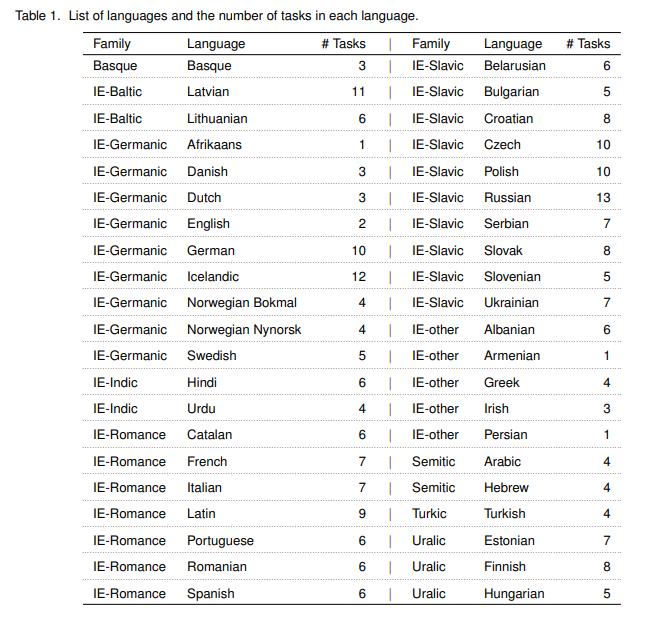 Table 1. List of languages and the number of tasks in each language.
Family Language # Tasks | Family Language # Tasks
Basque Basque 3 | IE-Slavic Belarusian 6
IE-Baltic Latvian 11 | IE-Slavic Bulgarian 5
IE-Baltic Lithuanian 6 | IE-Slavic Croatian 8
IE-Germanic Afrikaans 1 | IE-Slavic Czech 10
IE-Germanic Danish 3 | IE-Slavic Polish 10
IE-Germanic Dutch 3 | IE-Slavic Russian 13
IE-Germanic English 2 | IE-Slavic Serbian 7
IE-Germanic German 10 | IE-Slavic Slovak 8
IE-Germanic Icelandic 12 | IE-Slavic Slovenian 5
IE-Germanic Norwegian Bokmal 4 | IE-Slavic Ukrainian 7
IE-Germanic Norwegian Nynorsk 4 | IE-other Albanian 6
IE-Germanic Swedish 5 | IE-other Armenian 1
IE-Indic Hindi 6 | IE-other Greek 4
IE-Indic Urdu 4 | IE-other Irish 3
IE-Romance Catalan 6 | IE-other Persian 1
IE-Romance French 7 | Semitic Arabic 4
IE-Romance Italian 7 | Semitic Hebrew 4
IE-Romance Latin 9 | Turkic Turkish 4
IE-Romance Portuguese 6 | Uralic Estonian 7
IE-Romance Romanian 6 | Uralic Finnish 8
IE-Romance Spanish 6 | Uralic Hungarian 5